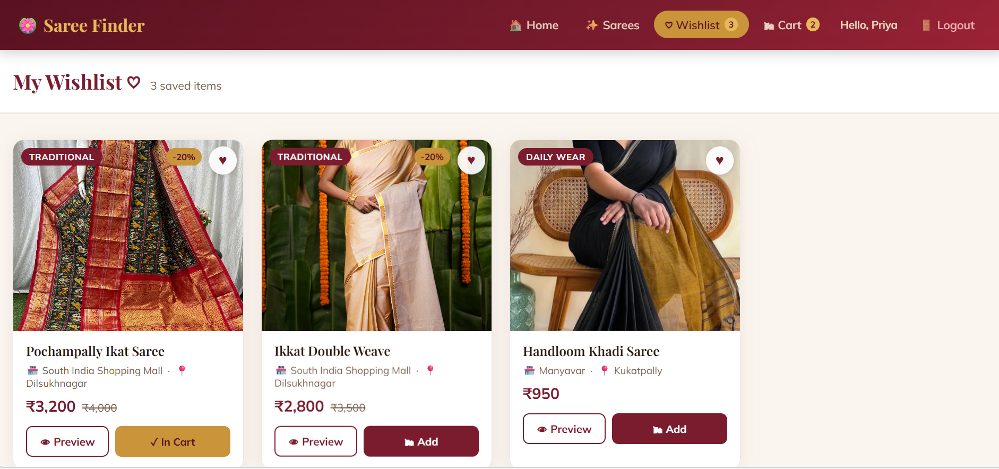 Saree Finder
Home
Sarees
Wishlist 3
Cart 2
Hello, Priya
Logout
My Wishlist
3 saved items
TRADITIONAL
-20%
Pochampally Ikat Saree
South India Shopping Mall ·
Dilsukhnagar
₹3,200 ₹4,000
Preview
✓ In Cart
TRADITIONAL
-20%
Ikkat Double Weave
South India Shopping Mall ·
Dilsukhnagar
₹2,800 ₹3,500
Preview
Add
DAILY WEAR
Handloom Khadi Saree
Manyavar · Kukatpally
₹950
Preview
Add